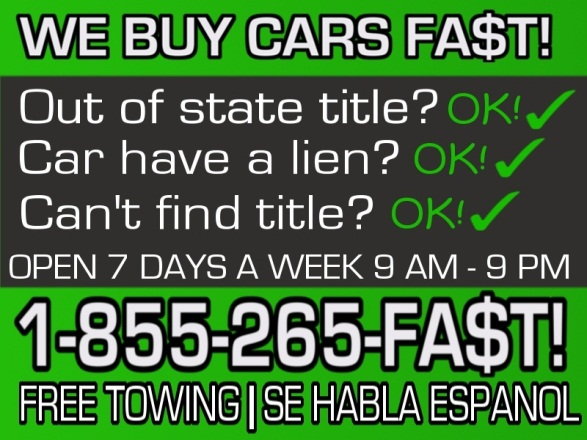 WE BUY CARS FA$T!
Out of state title? OK! ✓
Car have a lien? OK! ✓
Can't find title? OK! ✓
OPEN 7 DAYS A WEEK 9 AM - 9 PM
1-855-265-FA$T!
FREE TOWING | SE HABLA ESPANOL